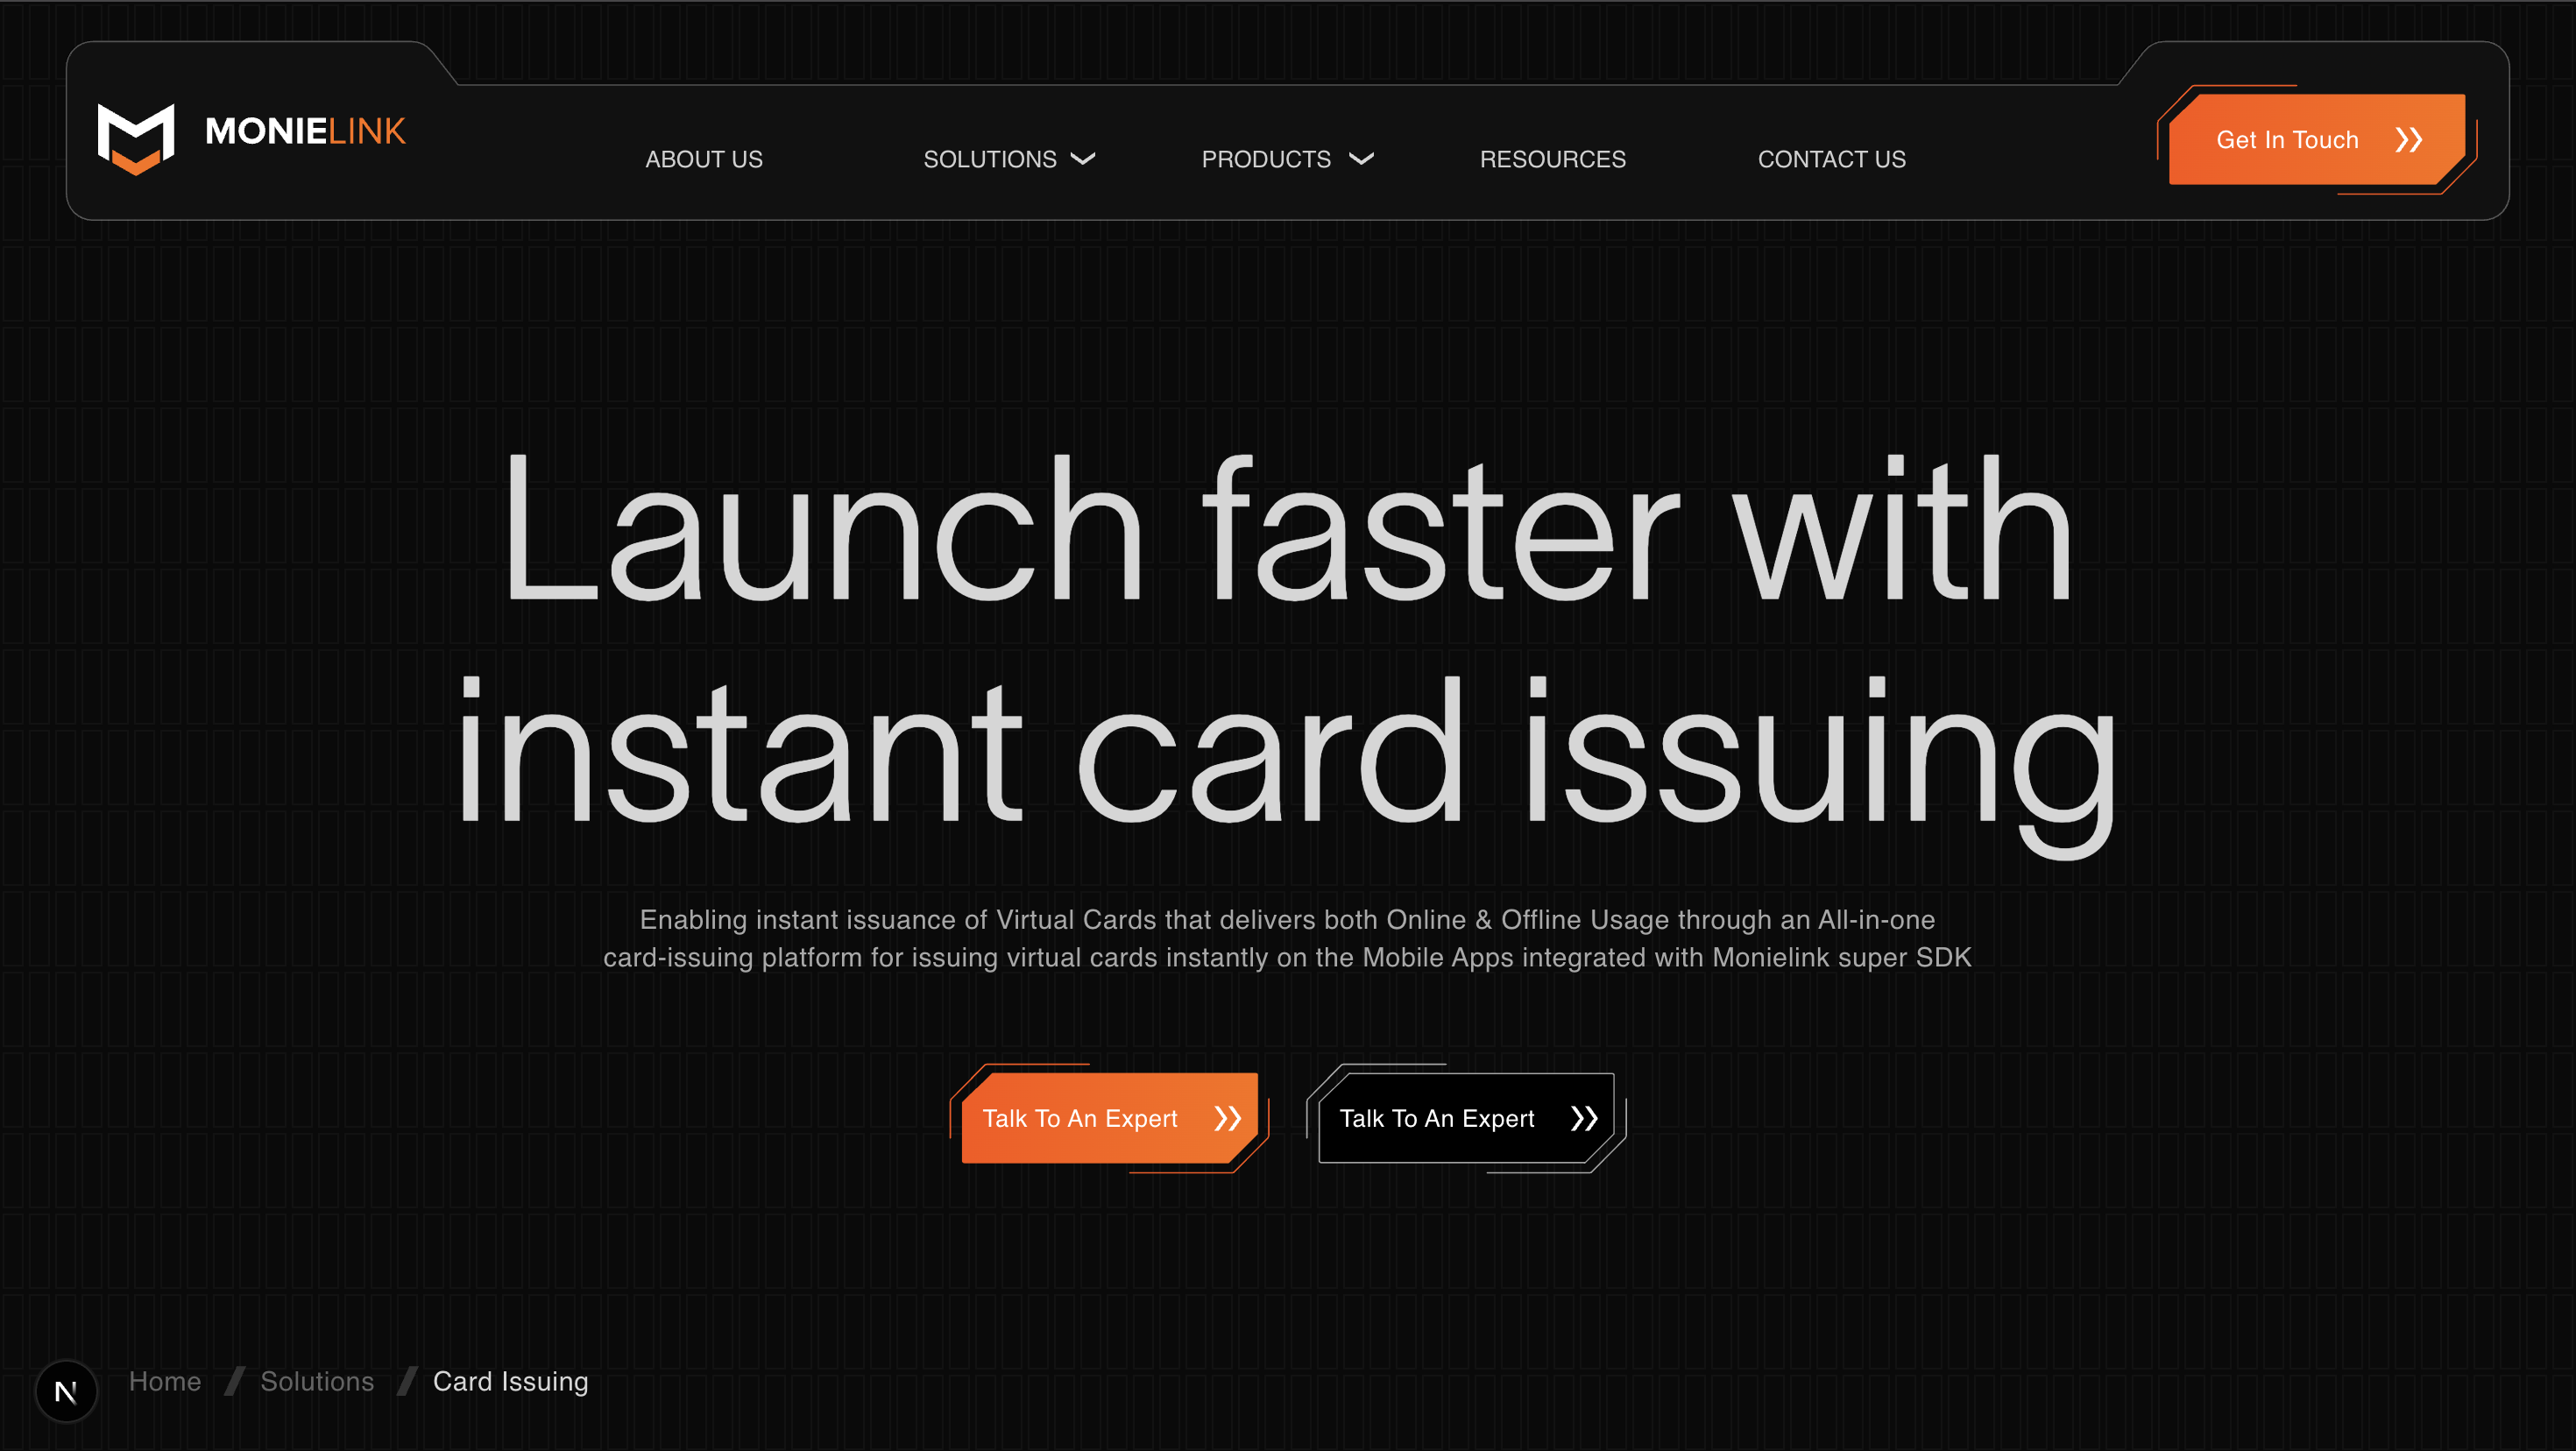 MONIELINK
ABOUT US
SOLUTIONS
PRODUCTS
RESOURCES
CONTACT US
Get In Touch
Launch faster with
instant card issuing
Enabling instant issuance of Virtual Cards that delivers both Online & Offline Usage through an All-in-one
card-issuing platform for issuing virtual cards instantly on the Mobile Apps integrated with Monielink super SDK
Talk To An Expert
Talk To An Expert
N
Home / Solutions / Card Issuing